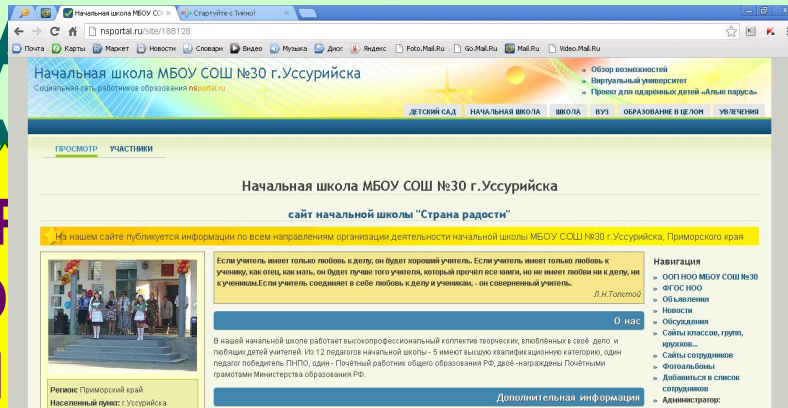 Начальная школа МБОУ СО
Стартуйте с Тикно!
nsportal.ru/site/188128
Почта Карты Маркет Новости Словари Видео Музыка Диск Яндекс Foto.Mail.Ru Go.Mail.Ru Mail.Ru Video.Mail.Ru
Начальная школа МБОУ СОШ №30 г.Уссурийска
Социальная сеть работников образования nsportal.ru
» Обзор возможностей
» Виртуальный университет
» Проект для одарённых детей «Алые паруса»
ДЕТСКИЙ САД НАЧАЛЬНАЯ ШКОЛА ШКОЛА ВУЗ ОБРАЗОВАНИЕ В ЦЕЛОМ УВЛЕЧЕНИЯ
ПРОСМОТР УЧАСТНИКИ
Начальная школа МБОУ СОШ №30 г.Уссурийска
сайт начальной школы "Страна радости"
На нашем сайте публикуется информации по всем направлениям организации деятельности начальной школы МБОУ СОШ №30 г.Уссурийска, Приморского края
Если учитель имеет только любовь к делу, он будет хороший учитель. Если учитель имеет только любовь к
ученику, как отец, как мать, он будет лучше того учителя, который прочёл все книги, но не имеет любви ни к делу, ни
к ученикам.Если учитель соединяет в себе любовь к делу и ученикам, - он совершенный учитель.
Л.Н.Толстой
О нас
В нашей начальной школе работает высокопрофессиональный коллектив творческих, влюблённых в своё дело и
любящих детей учителей. Из 12 педагогов начальной школы - 5 имеют высшую квалификационную категорию, один
педагог победитель ПНПО, один - Почётный работник общего образования РФ, двоё -награждены Почётными
грамотами Министерства образования РФ.
Дополнительная информация
Регион: Приморский край
Населенный пункт: г.Уссурийска
Навигация
» ООП НОО МБОУ СОШ №30
» ФГОС НОО
» Объявления
» Новости
» Обсуждения
» Сайты классов, групп,
кружков...
» Сайты сотрудников
» Фотоальбомы
» Добавиться в список
сотрудников
» Администратор: